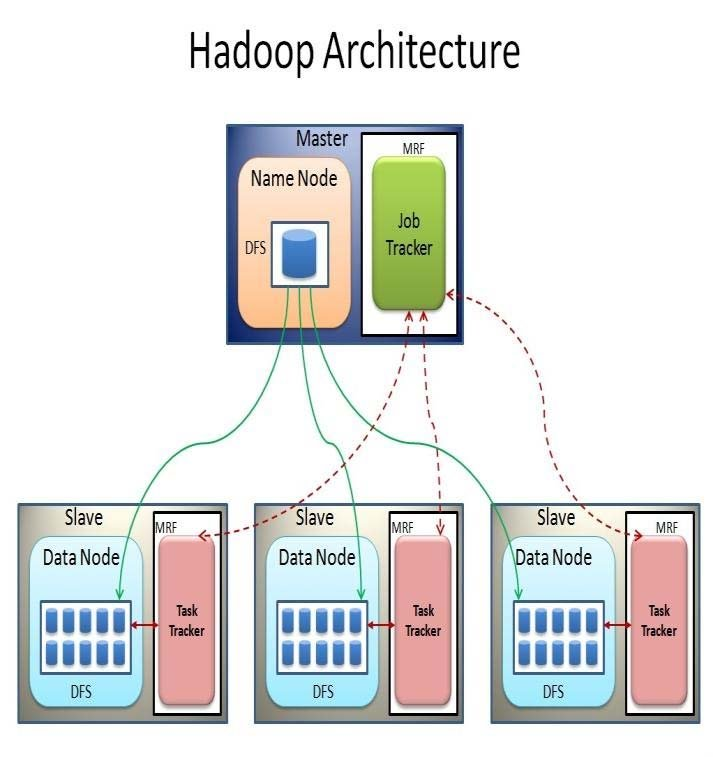 Hadoop Architecture
Master
MRF
Name Node
DFS
Job
Tracker
Slave
MRF
Data Node
Task
Tracker
DFS
Slave
MRF
Data Node
Task
Tracker
DFS
Slave
MRF
Data Node
Task
Tracker
DFS